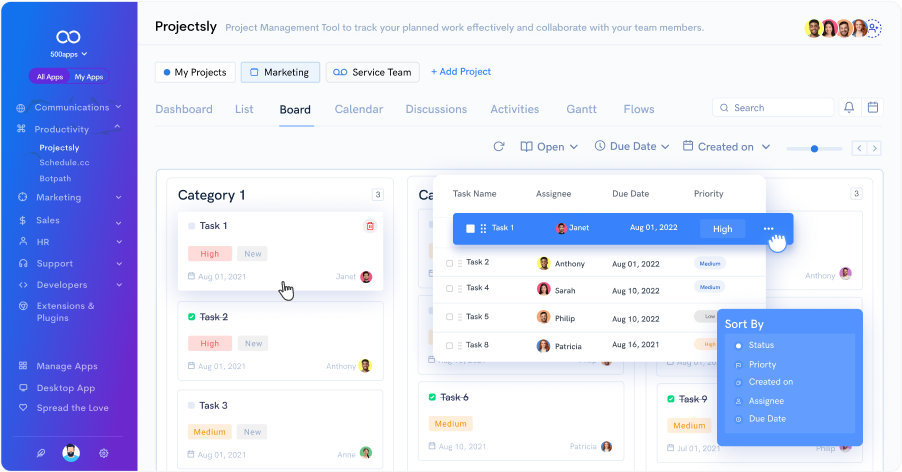 500apps
All Apps My Apps
Communications
Productivity
Projectsly
Schedule.cc
Botpath
Marketing
Sales
HR
Support
Developers
Extensions &
Plugins
Manage Apps
Desktop App
Spread the Love
Projectsly Project Management Tool to track your planned work effectively and collaborate with your team members.
My Projects Marketing Service Team + Add Project
Dashboard List Board Calendar Discussions Activities Gantt Flows Search
Open Due Date Created on
Category 1 3
Task 1
High New
Aug 01, 2021 Janet
Task 2
High New
Aug 01, 2021 Anthony
Task 3
Medium New
Aug 01, 2021 Anne
Ca
Task 6
Medium
Aug 10, 2021 Patricia
3
Anthony
Task 9
Medium
Jul 01, 2021
Task Name Assignee Due Date Priority
Task 1 Janet Aug 01, 2022 High
Task 2 Anthony Aug 01, 2022 Medium
Task 4 Sarah Aug 10, 2022 Medium
Task 5 Philip Aug 10, 2022 Low
Task 8 Patricia Aug 16, 2021 High
Sort By
Status
Priorty
Created on
Assignee
Due Date